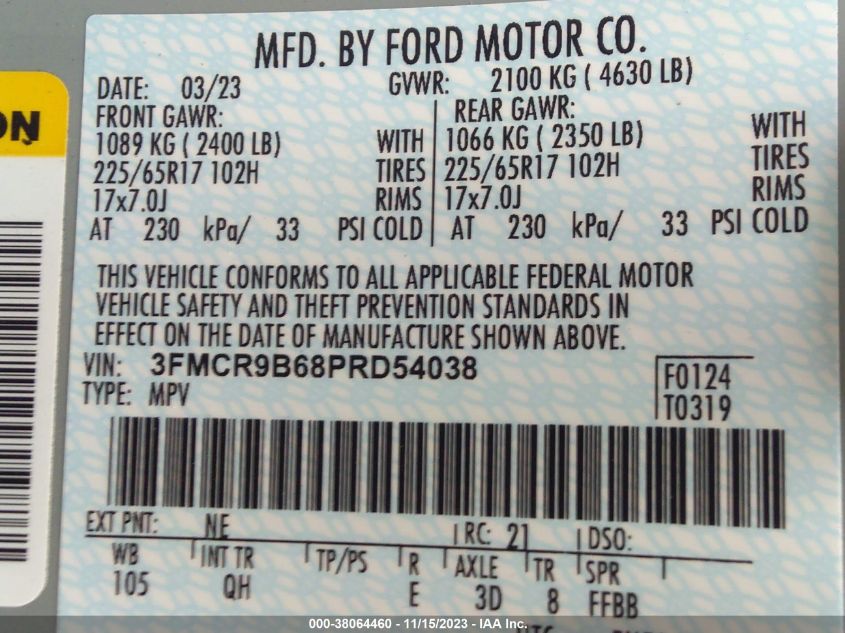 MFD. BY FORD MOTOR CO.
DATE: 03/23 GVWR: 2100 KG ( 4630 LB)
FRONT GAWR: REAR GAWR:
1089 KG ( 2400 LB) WITH 1066 KG ( 2350 LB) WITH
225/65R17 102H TIRES 225/65R17 102H TIRES
17x7.0J RIMS 17x7.0J RIMS
AT 230 kPa/ 33 PSI COLD AT 230 kPa/ 33 PSI COLD
THIS VEHICLE CONFORMS TO ALL APPLICABLE FEDERAL MOTOR
VEHICLE SAFETY AND THEFT PREVENTION STANDARDS IN
EFFECT ON THE DATE OF MANUFACTURE SHOWN ABOVE.
VIN: 3FMCR9B68PRD54038
F0124
TYPE: MPV
T0319
EXT PNT: NE RC: 21 DSO:
WB INT TR TP/PS R AXLE TR SPR
105 QH E 3D 8 FFBB
ON
000-38064460 - 11/15/2023 - IAA Inc.